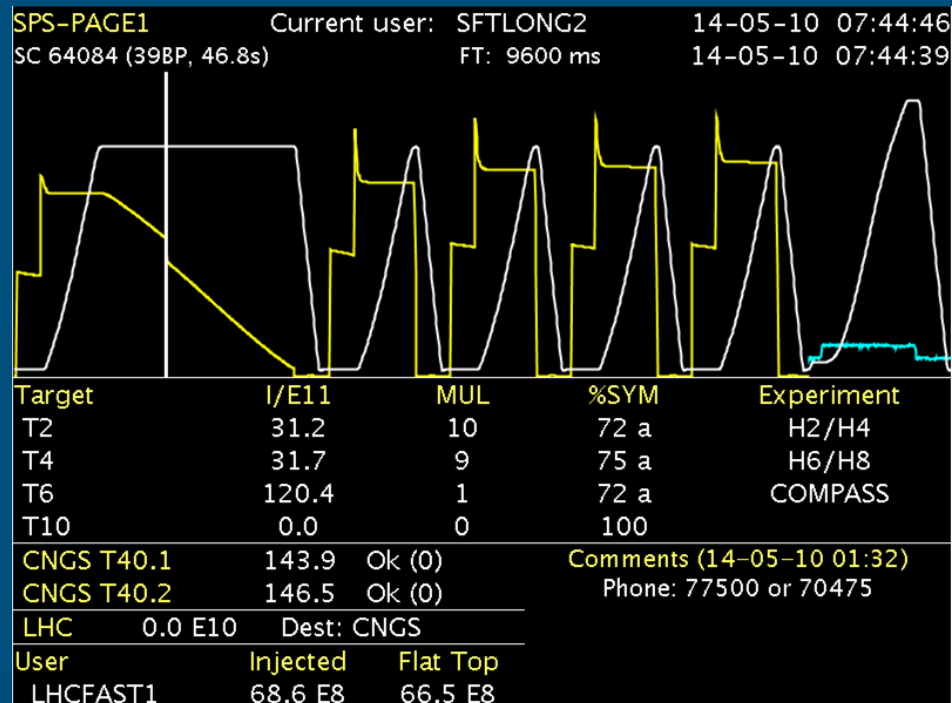 SPS-PAGE1 Current user: SFTLONG2 14-05-10 07:44:46
SC 64084 (39BP, 46.8s) FT: 9600 ms 14-05-10 07:44:39
Target I/E11 MUL %SYM Experiment
T2 31.2 10 72 a H2/H4
T4 31.7 9 75 a H6/H8
T6 120.4 1 72 a COMPASS
T10 0.0 0 100
CNGS T40.1 143.9 Ok (0) Comments (14-05-10 01:32)
CNGS T40.2 146.5 Ok (0) Phone: 77500 or 70475
LHC 0.0 E10 Dest: CNGS
User Injected Flat Top
LHCFAST1 68.6 E8 66.5 E8